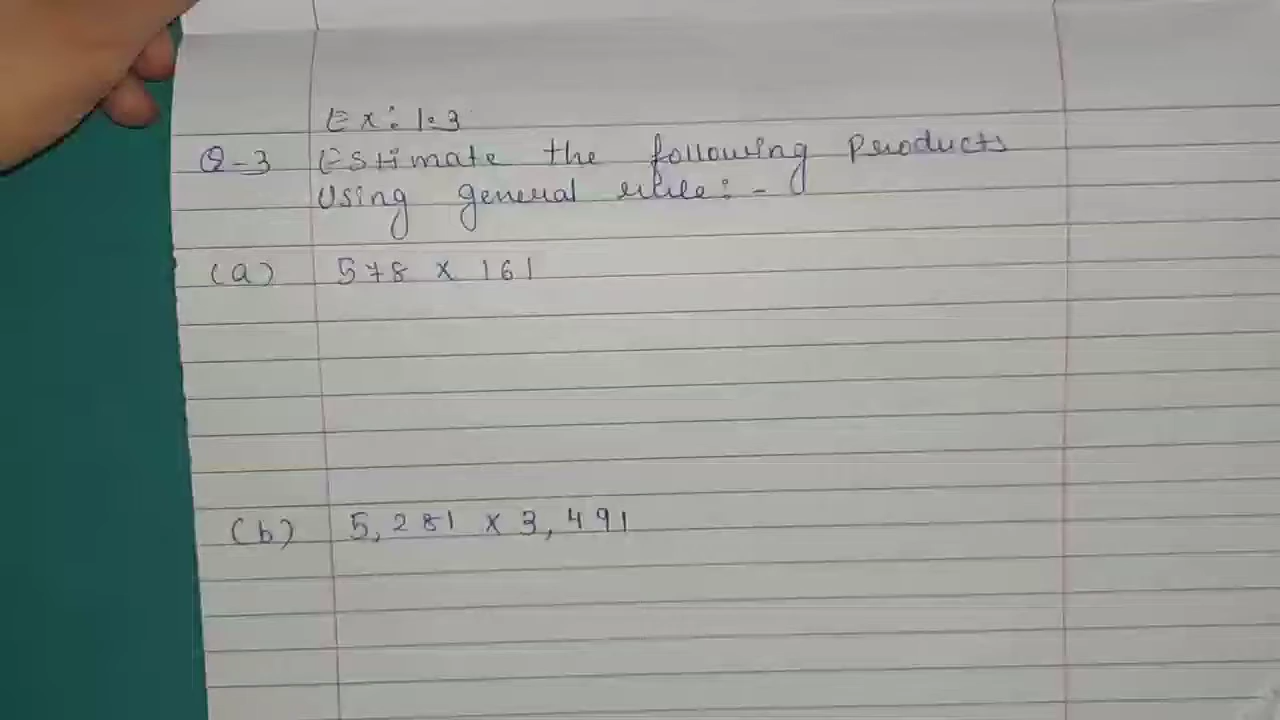 Ex: 1.3
Q-3 Estimate the following products
Using general rule:-
(a) 578 x 161
(b) 5,281 x 3,491